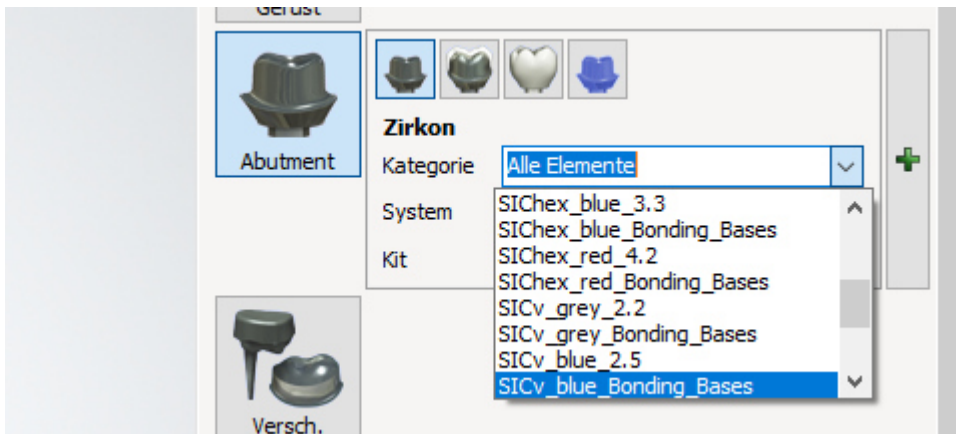 Gerüst
Abutment
Zirkon
Kategorie Alle Elemente
System
Kit
SIChex_blue_3.3
SIChex_blue_Bonding_Bases
SIChex_red_4.2
SIChex_red_Bonding_Bases
SICv_grey_2.2
SICv_grey_Bonding_Bases
SICv_blue_2.5
SICv_blue_Bonding_Bases
Versch.